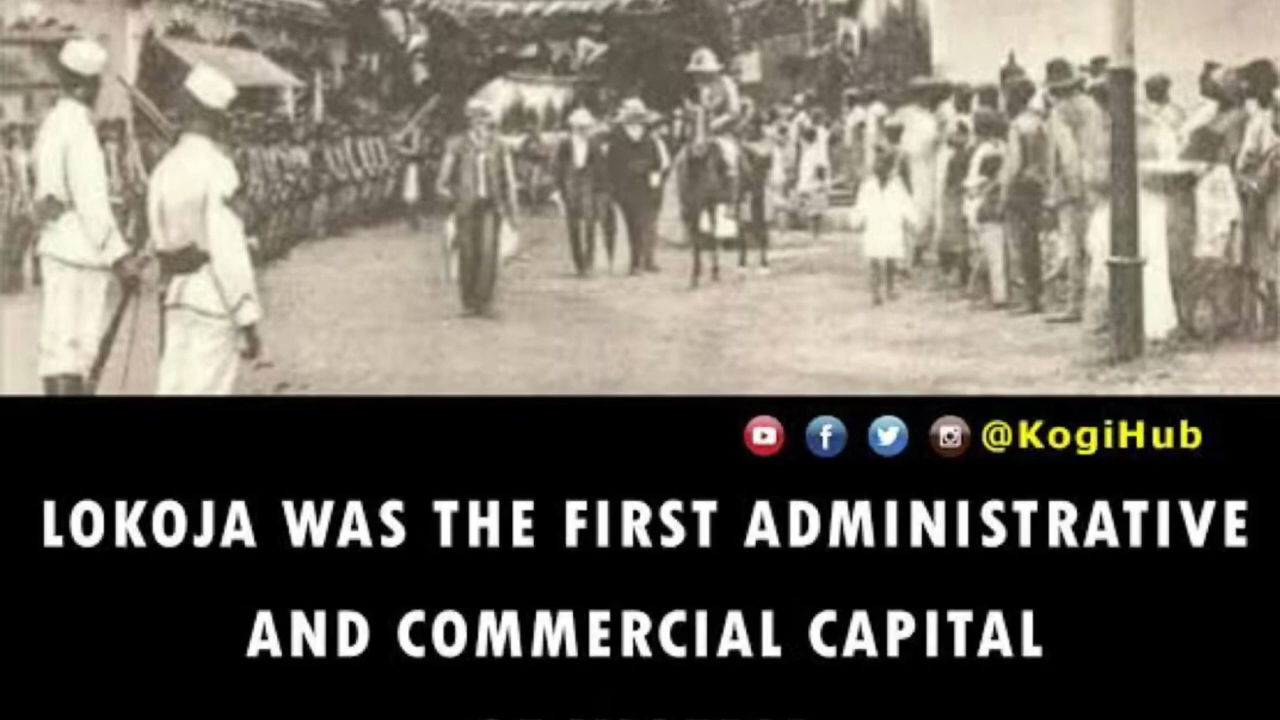 @KogiHub
LOKOJA WAS THE FIRST ADMINISTRATIVE
AND COMMERCIAL CAPITAL